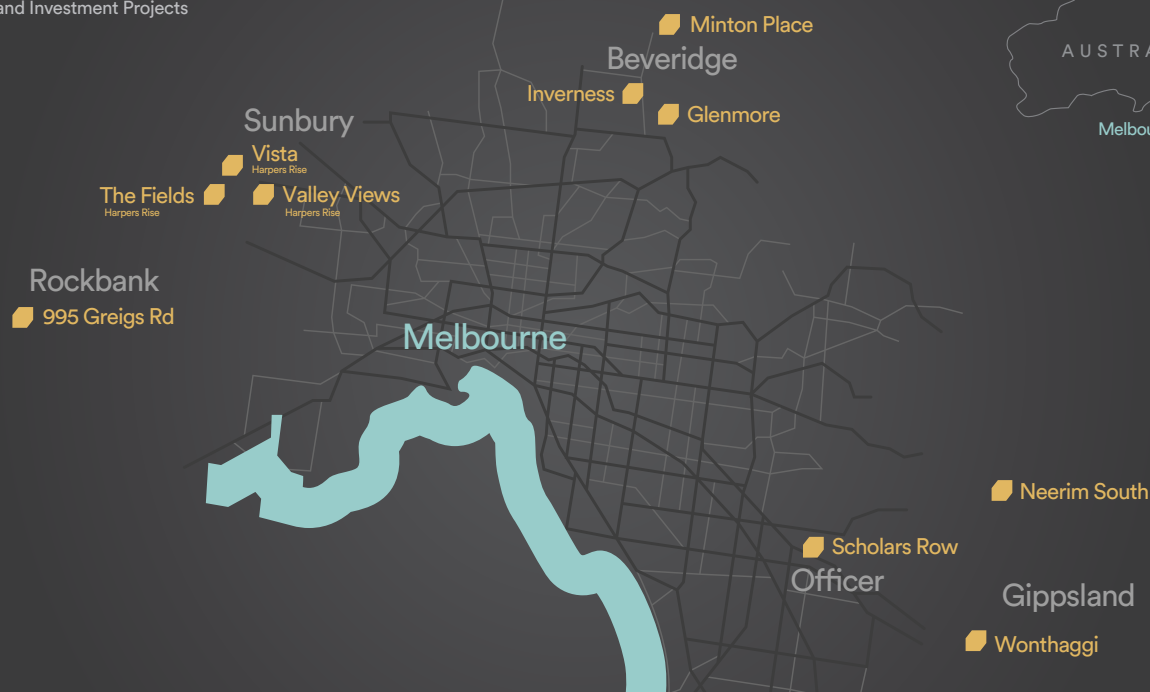 and Investment Projects
Minton Place
Beveridge
Inverness
Glenmore
AUSTRA
Melbou
Sunbury
Vista
Harpers Rise
The Fields
Harpers Rise
Valley Views
Harpers Rise
Rockbank
995 Greigs Rd
Melbourne
Neerim South
Scholars Row
Officer
Gippsland
Wonthaggi